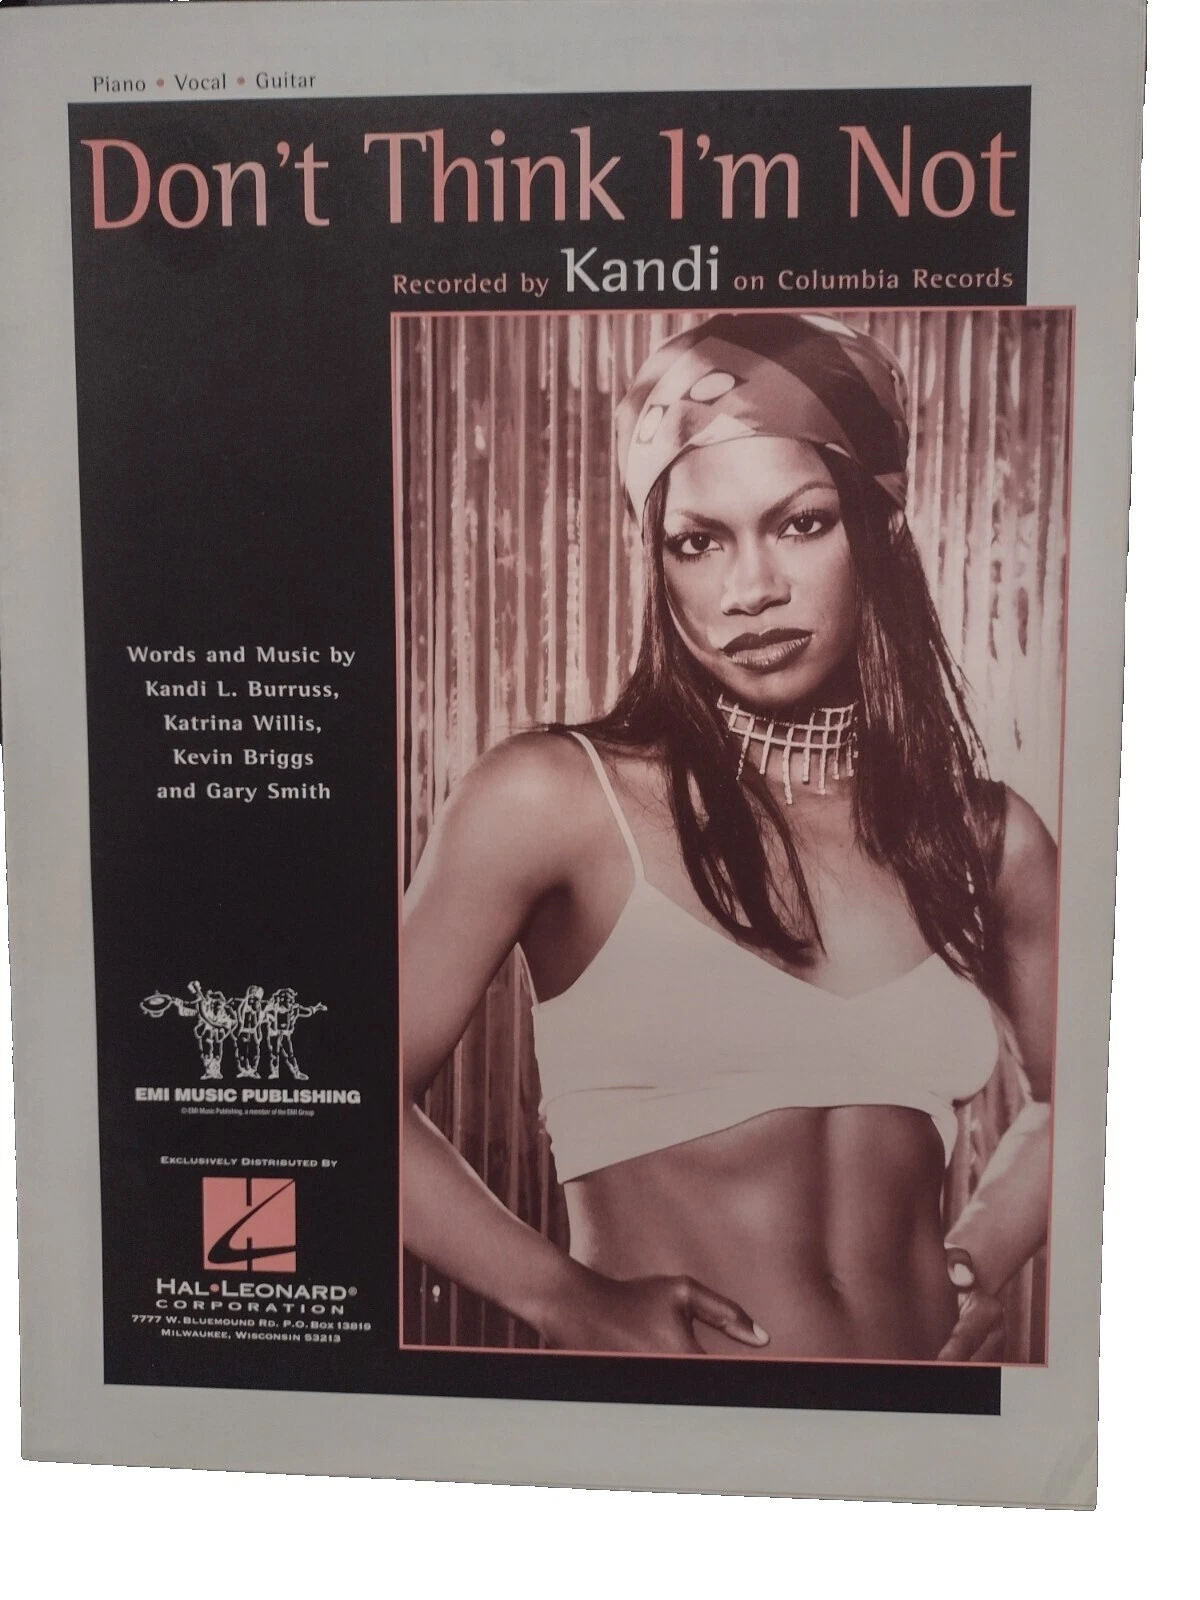 Piano • Vocal • Guitar
Don't Think I'm Not
Recorded by Kandi on Columbia Records
Words and Music by
Kandi L. Burruss,
Katrina Willis,
Kevin Briggs
and Gary Smith
EMI MUSIC PUBLISHING
© EMI Music Publishing, a member of the EMI Group
EXCLUSIVELY DISTRIBUTED BY
HAL•LEONARD®
CORPORATION
7777 W. BLUEMOUND RD. P.O. BOX 13819
MILWAUKEE, WISCONSIN 53213